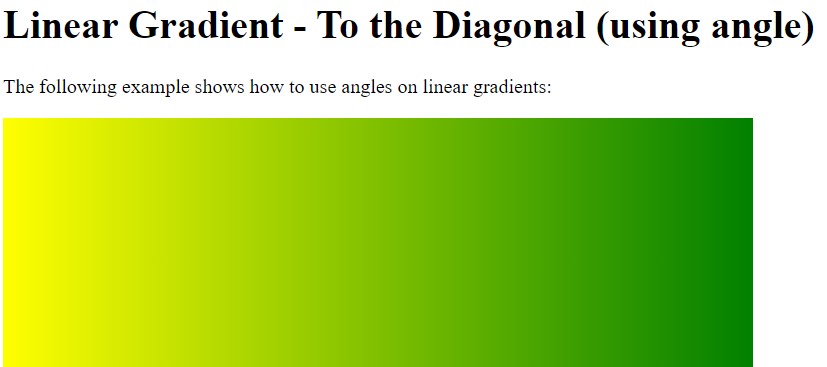 Linear Gradient - To the Diagonal (using angle)
The following example shows how to use angles on linear gradients: